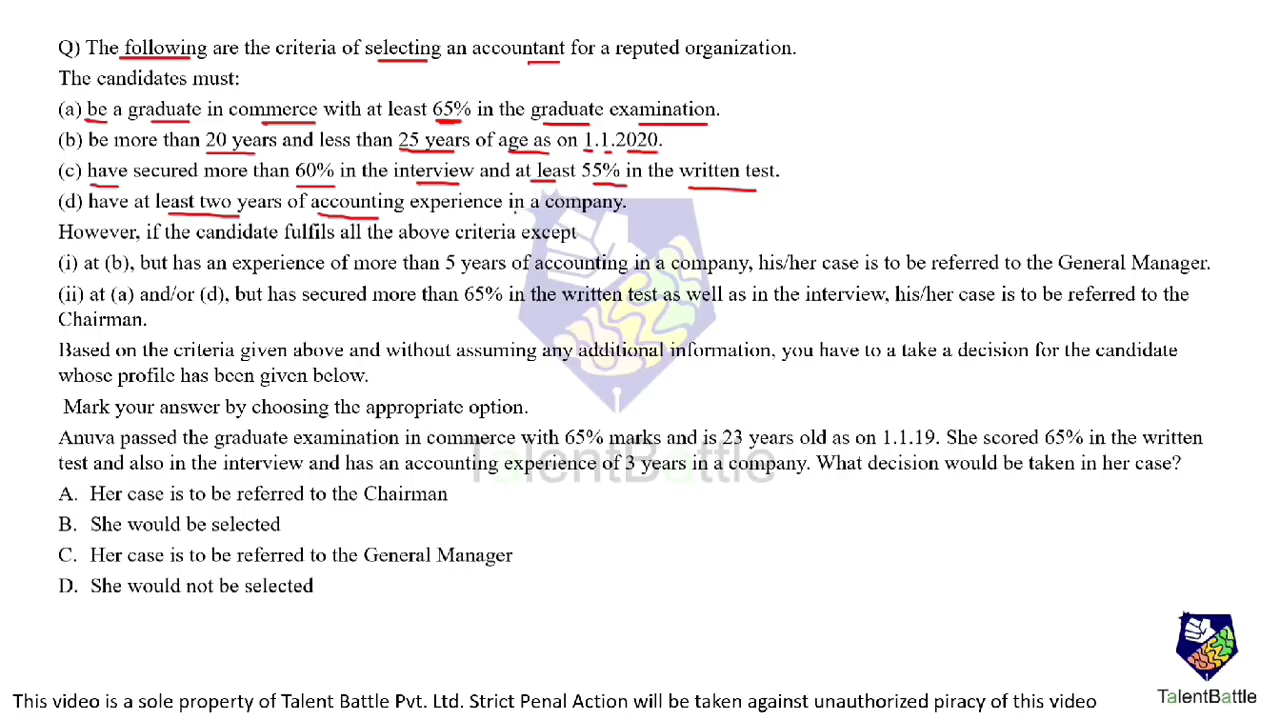 Q) The following are the criteria of selecting an accountant for a reputed organization.
The candidates must:
(a) be a graduate in commerce with at least 65% in the graduate examination.
(b) be more than 20 years and less than 25 years of age as on 1.1.2020.
(c) have secured more than 60% in the interview and at least 55% in the written test.
(d) have at least two years of accounting experience in a company.
However, if the candidate fulfils all the above criteria except
(i) at (b), but has an experience of more than 5 years of accounting in a company, his/her case is to be referred to the General Manager.
(ii) at (a) and/or (d), but has secured more than 65% in the written test as well as in the interview, his/her case is to be referred to the
Chairman.
Based on the criteria given above and without assuming any additional information, you have to a take a decision for the candidate
whose profile has been given below.
Mark your answer by choosing the appropriate option.
Anuva passed the graduate examination in commerce with 65% marks and is 23 years old as on 1.1.19. She scored 65% in the written
test and also in the interview and has an accounting experience of 3 years in a company. What decision would be taken in her case?
TalentBattle
A. Her case is to be referred to the Chairman
B. She would be selected
C. Her case is to be referred to the General Manager
D. She would not be selected
TalentBattle
This video is a sole property of Talent Battle Pvt. Ltd. Strict Penal Action will be taken against unauthorized piracy of this video